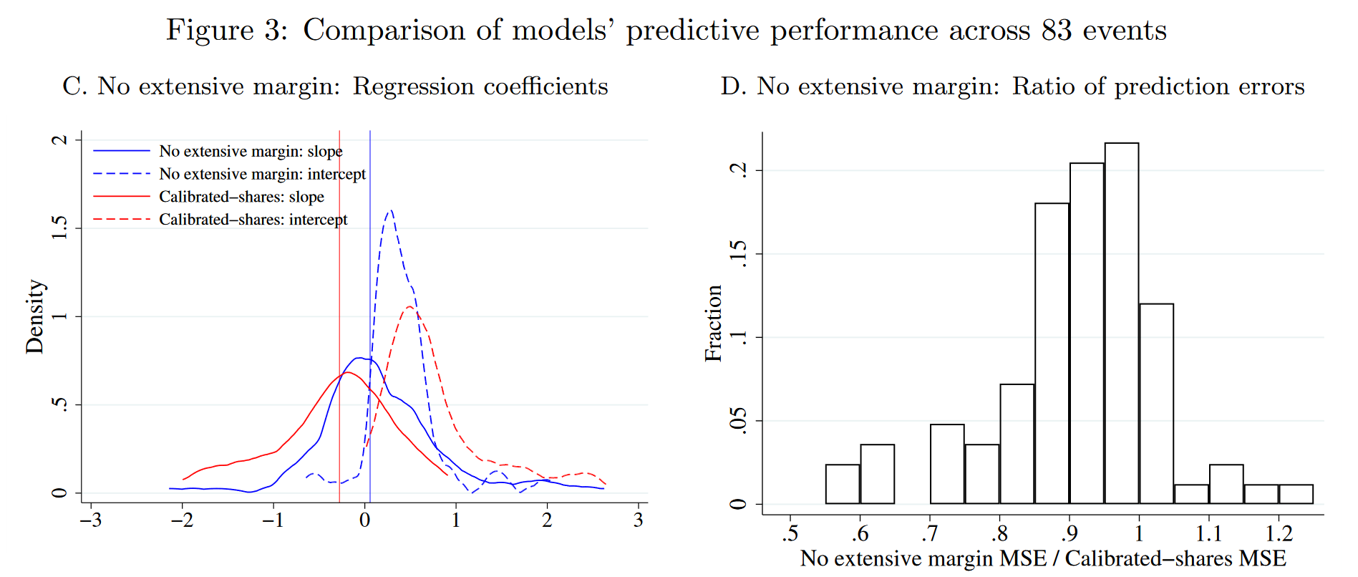 Figure 3: Comparison of models’ predictive performance across 83 events
C. No extensive margin: Regression coefficients
2
1.5
1
.5
0
Density
No extensive margin: slope
No extensive margin: intercept
Calibrated−shares: slope
Calibrated−shares: intercept
−3 −2 −1 0 1 2 3
D. No extensive margin: Ratio of prediction errors
.2
.15
.1
.05
0
Fraction
.5 .6 .7 .8 .9 1 1.1 1.2
No extensive margin MSE / Calibrated−shares MSE